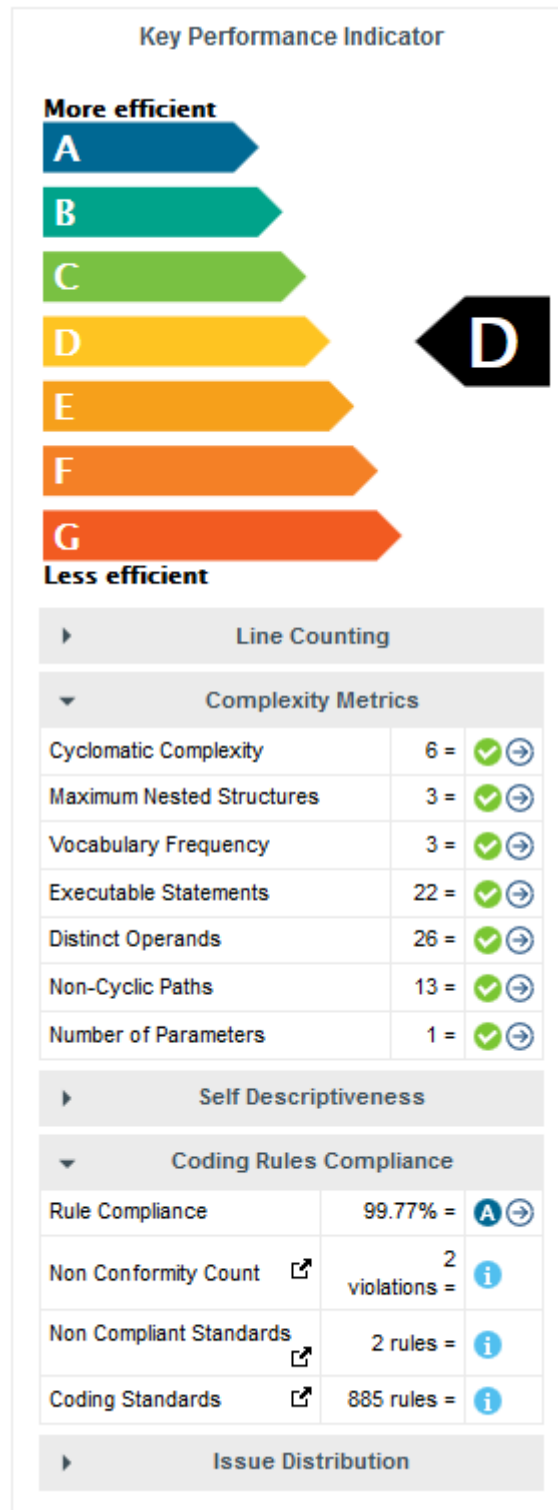 Key Performance Indicator
More efficient
A
B
C
D
D
E
F
G
Less efficient
Line Counting
Complexity Metrics
Cyclomatic Complexity 6 =
Maximum Nested Structures 3 =
Vocabulary Frequency 3 =
Executable Statements 22 =
Distinct Operands 26 =
Non-Cyclic Paths 13 =
Number of Parameters 1 =
Self Descriptiveness
Coding Rules Compliance
Rule Compliance 99.77% = A
Non Conformity Count 2
violations =
Non Compliant Standards 2 rules =
Coding Standards 885 rules =
Issue Distribution